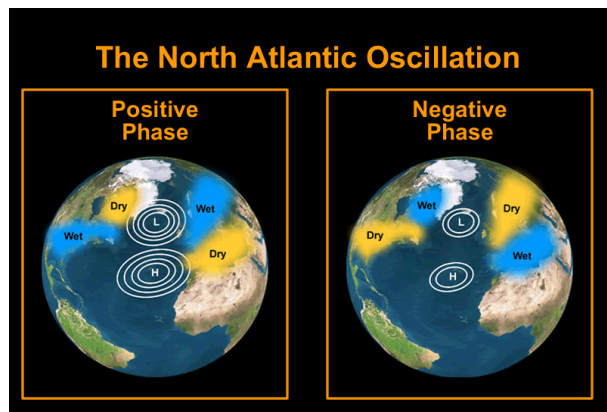 The North Atlantic Oscillation
Positive
Phase
Dry
Wet
L
Wet
Dry
H
Negative
Phase
Wet
Dry
L
Dry
Wet
H